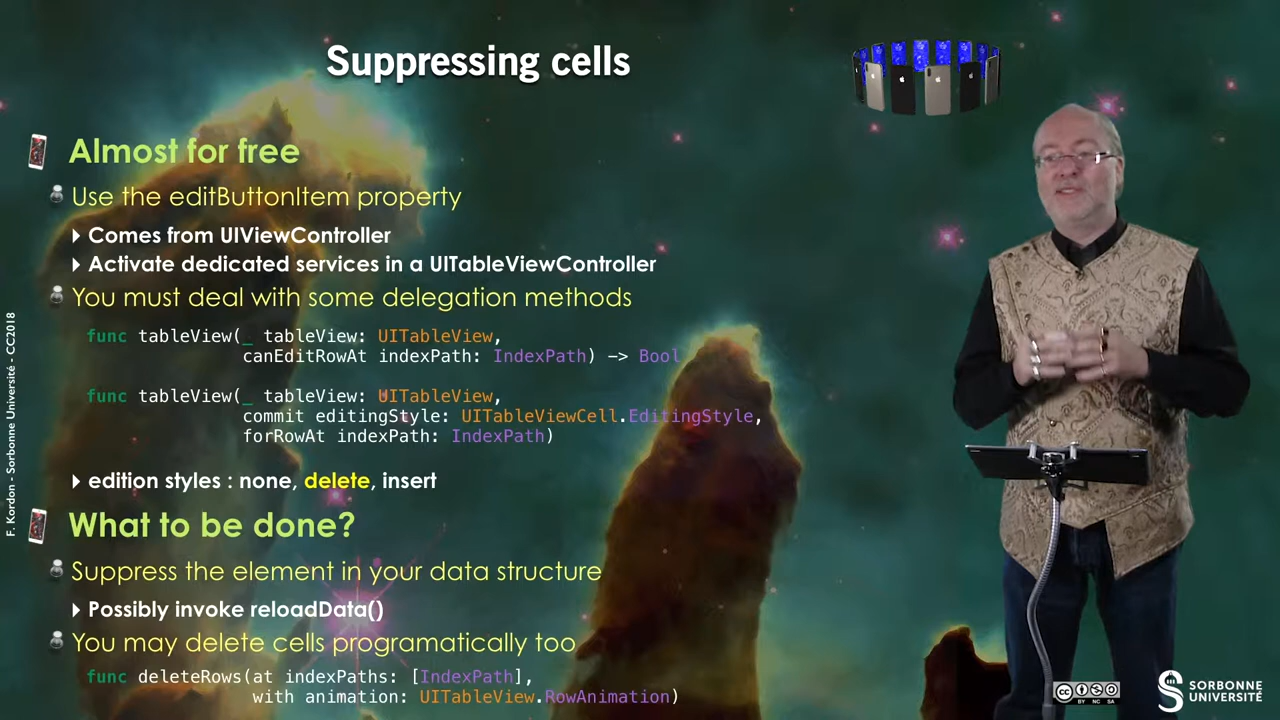 Suppressing cells
Almost for free
Use the editButtonItem property
Comes from UIViewController
Activate dedicated services in a UITableViewController
You must deal with some delegation methods
func tableView(_ tableView: UITableView,
canEditRowAt indexPath: IndexPath) -> Bool
func tableView(_ tableView: UITableView,
commit editingStyle: UITableViewCell.EditingStyle,
forRowAt indexPath: IndexPath)
edition styles : none, delete, insert
What to be done?
Suppress the element in your data structure
Possibly invoke reloadData()
You may delete cells programatically too
func deleteRows(at indexPaths: [IndexPath],
with animation: UITableView.RowAnimation)
F. Kordon - Sorbonne Université - CC2018
cc
BY NC SA
SORBONNE
UNIVERSITÉ